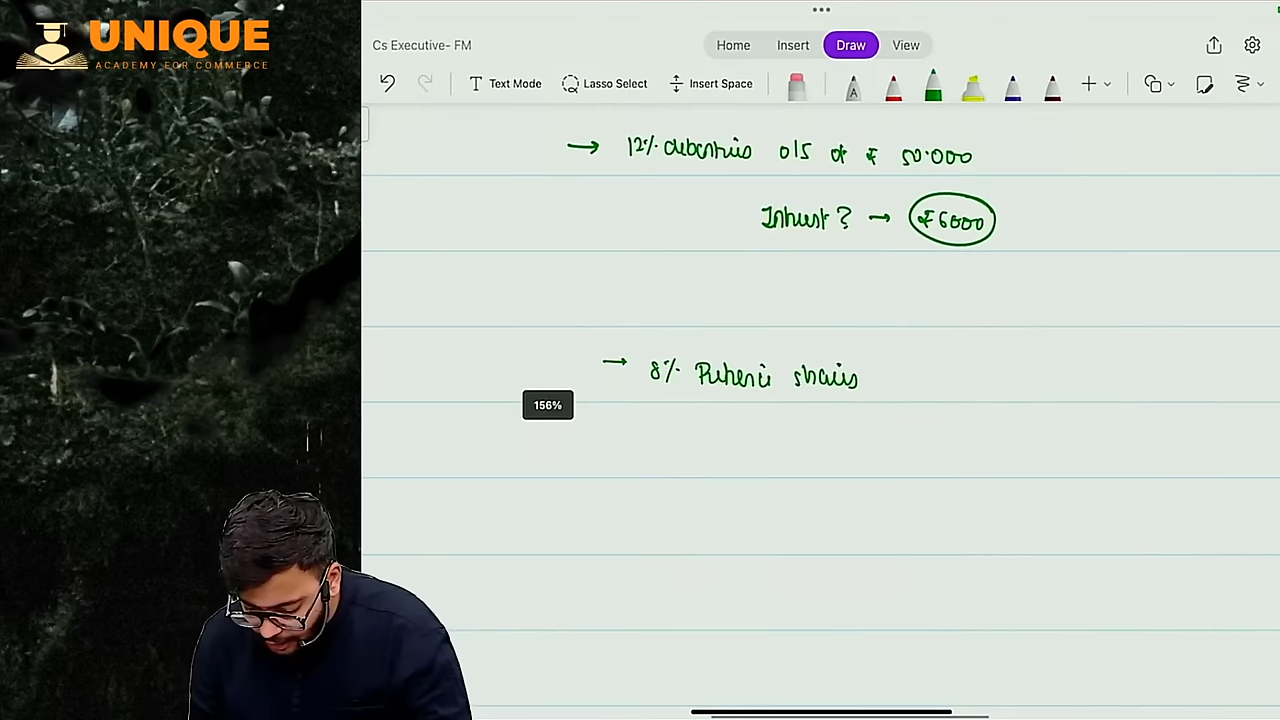 UNIQUE
ACADEMY FOR COMMERCE
Cs Executive- FM
Home Insert Draw View
Text Mode Lasso Select Insert Space
→ 12% debentures o/s of ₹ 50.000
Interest? → ₹6000
→ 8% Preference shares
156%